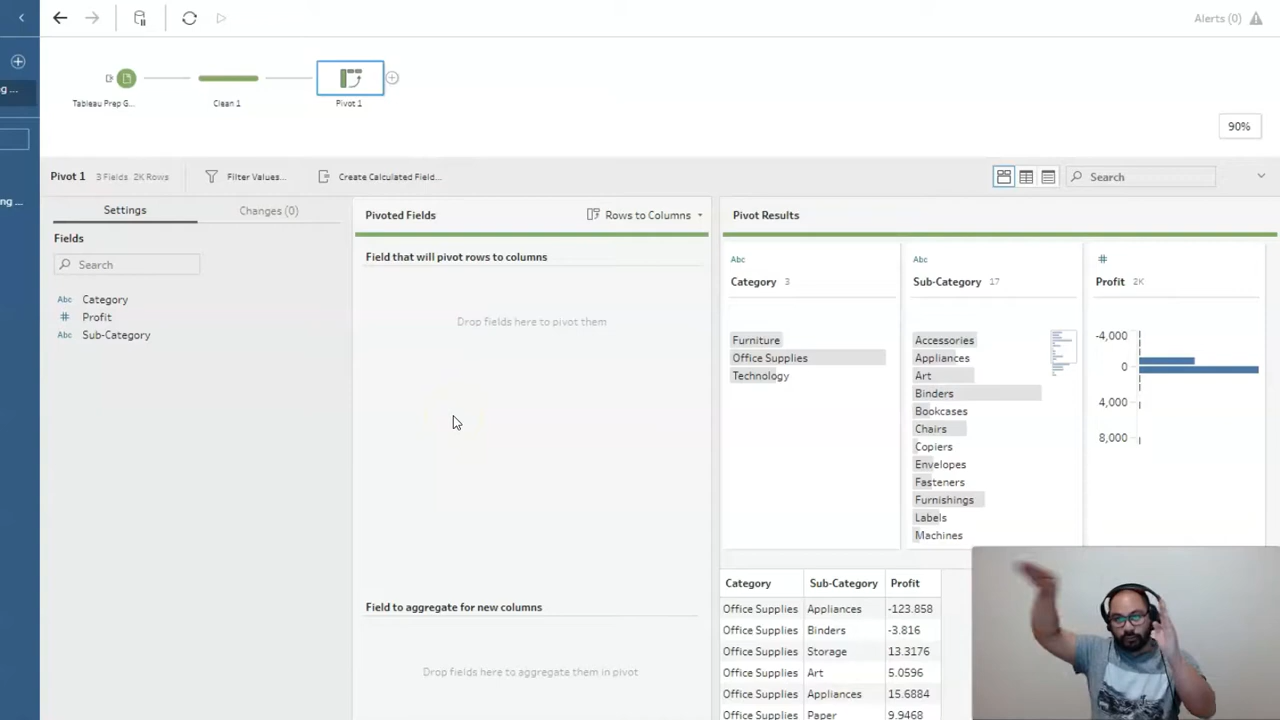 Alerts (0)
Tableau Prep G...
Clean 1
Pivot 1
g ...
90%
Pivot 1 3 Fields 2K Rows Filter Values... Create Calculated Field... Search
ng ...
Settings Changes (0)
Fields
Search
Abc Category
# Profit
Abc Sub-Category
Pivoted Fields Rows to Columns
Field that will pivot rows to columns
Drop fields here to pivot them
Field to aggregate for new columns
Drop fields here to aggregate them in pivot
Pivot Results
Abc
Category 3
Furniture
Office Supplies
Technology
Abc
Sub-Category 17
Accessories
Appliances
Art
Binders
Bookcases
Chairs
Copiers
Envelopes
Fasteners
Furnishings
Labels
Machines
#
Profit 2K
-4,000
0
4,000
8,000
Category Sub-Category Profit
Office Supplies Appliances -123.858
Office Supplies Binders -3.816
Office Supplies Storage 13.3176
Office Supplies Art 5.0596
Office Supplies Appliances 15.6884
Office Supplies Paper 9.9468